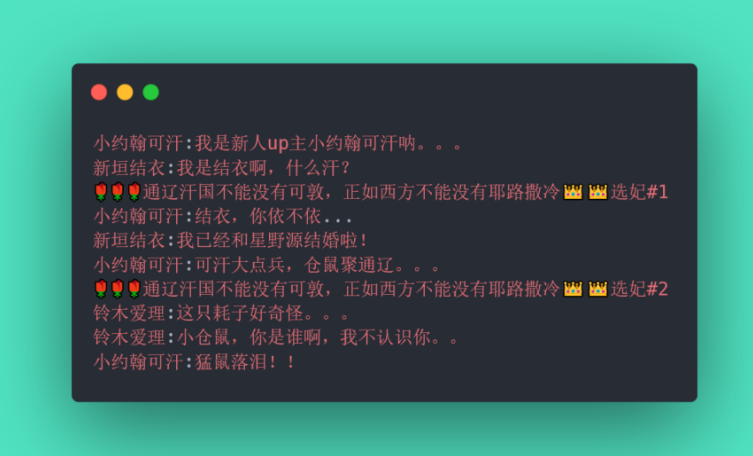 小约翰可汗:我是新人up主小约翰可汗呐。。。
新垣结衣:我是结衣啊，什么汗？
🌹🌹🌹通辽汗国不能没有可敦，正如西方不能没有耶路撒冷👑 👑选妃#1
小约翰可汗:结衣，你依不依...
新垣结衣:我已经和星野源结婚啦！
小约翰可汗:可汗大点兵，仓鼠聚通辽。。。
🌹🌹🌹通辽汗国不能没有可敦，正如西方不能没有耶路撒冷👑 👑选妃#2
铃木爱理:这只耗子好奇怪。。。
铃木爱理:小仓鼠，你是谁啊，我不认识你。。
小约翰可汗:猛鼠落泪！！